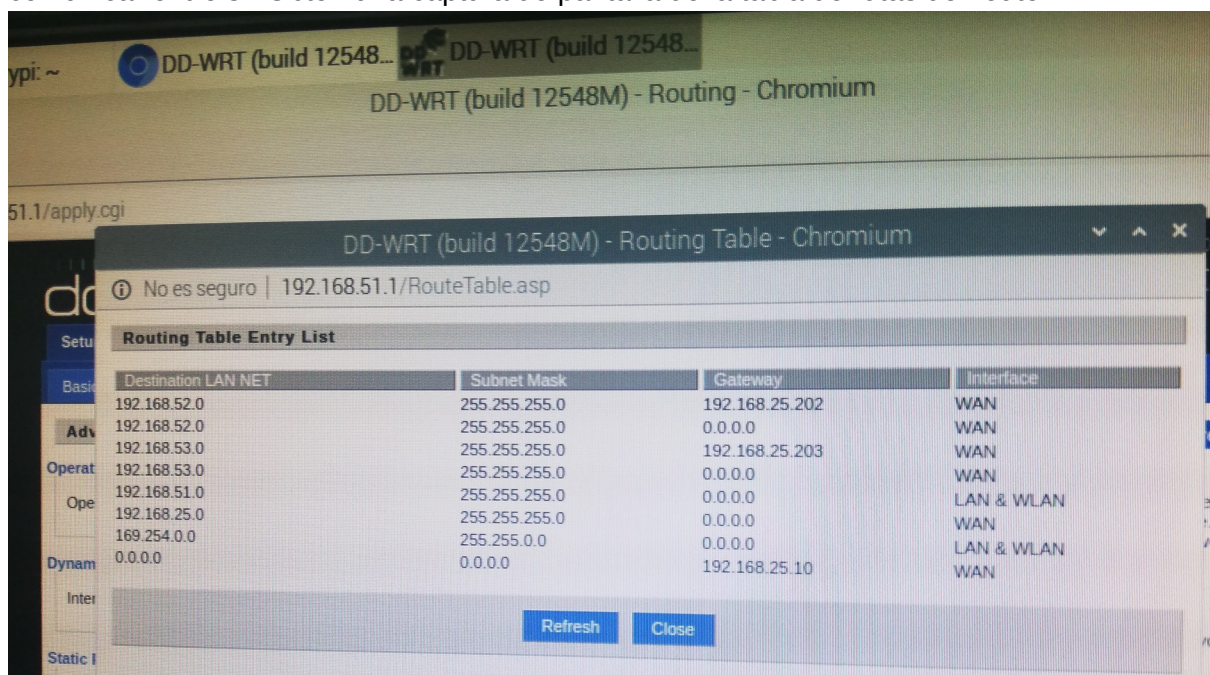 ypi: ~ DD-WRT (build 12548... DD-WRT (build 12548...
DD-WRT (build 12548M) - Routing - Chromium
51.1/apply.cgi
DD-WRT (build 12548M) - Routing Table - Chromium
No es seguro | 192.168.51.1/RouteTable.asp
Setu
Routing Table Entry List
Basic
Destination LAN NET Subnet Mask Gateway Interface
192.168.52.0 255.255.255.0 192.168.25.202 WAN
192.168.52.0 255.255.255.0 0.0.0.0 WAN
Adv
192.168.53.0 255.255.255.0 192.168.25.203 WAN
Operat
192.168.53.0 255.255.255.0 0.0.0.0 WAN
192.168.51.0 255.255.255.0 0.0.0.0 LAN & WLAN
Ope
192.168.25.0 255.255.255.0 0.0.0.0 WAN
169.254.0.0 255.255.0.0 0.0.0.0 LAN & WLAN
Dynam
0.0.0.0 0.0.0.0 192.168.25.10 WAN
Inter
Refresh Close
Static